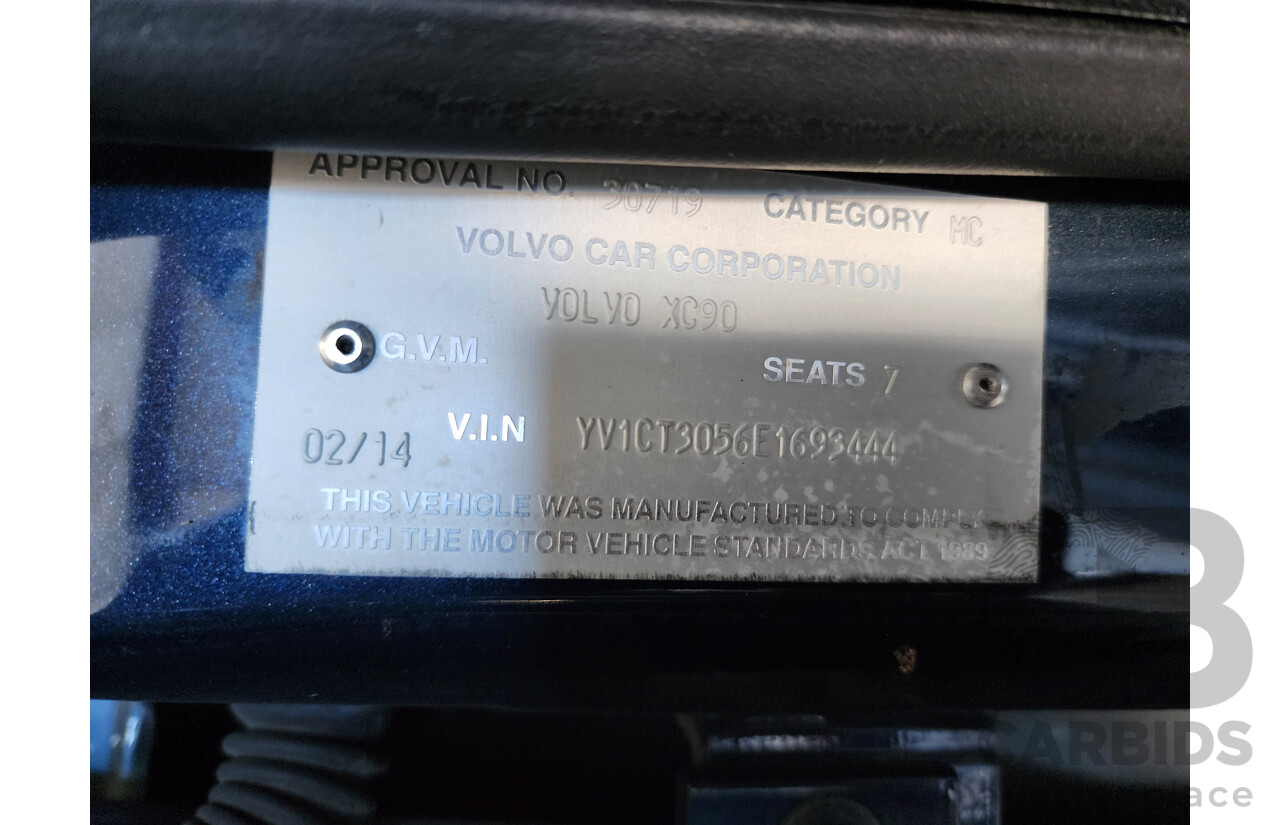 APPROVAL NO. 30719 CATEGORY MC
VOLVO CAR CORPORATION
VOLVO XC90
G.V.M. SEATS 7
02/14 V.I.N YV1CT3056E1693444
THIS VEHICLE WAS MANUFACTURED TO COMPLY
WITH THE MOTOR VEHICLE STANDARDS ACT 1989
CARBIDS